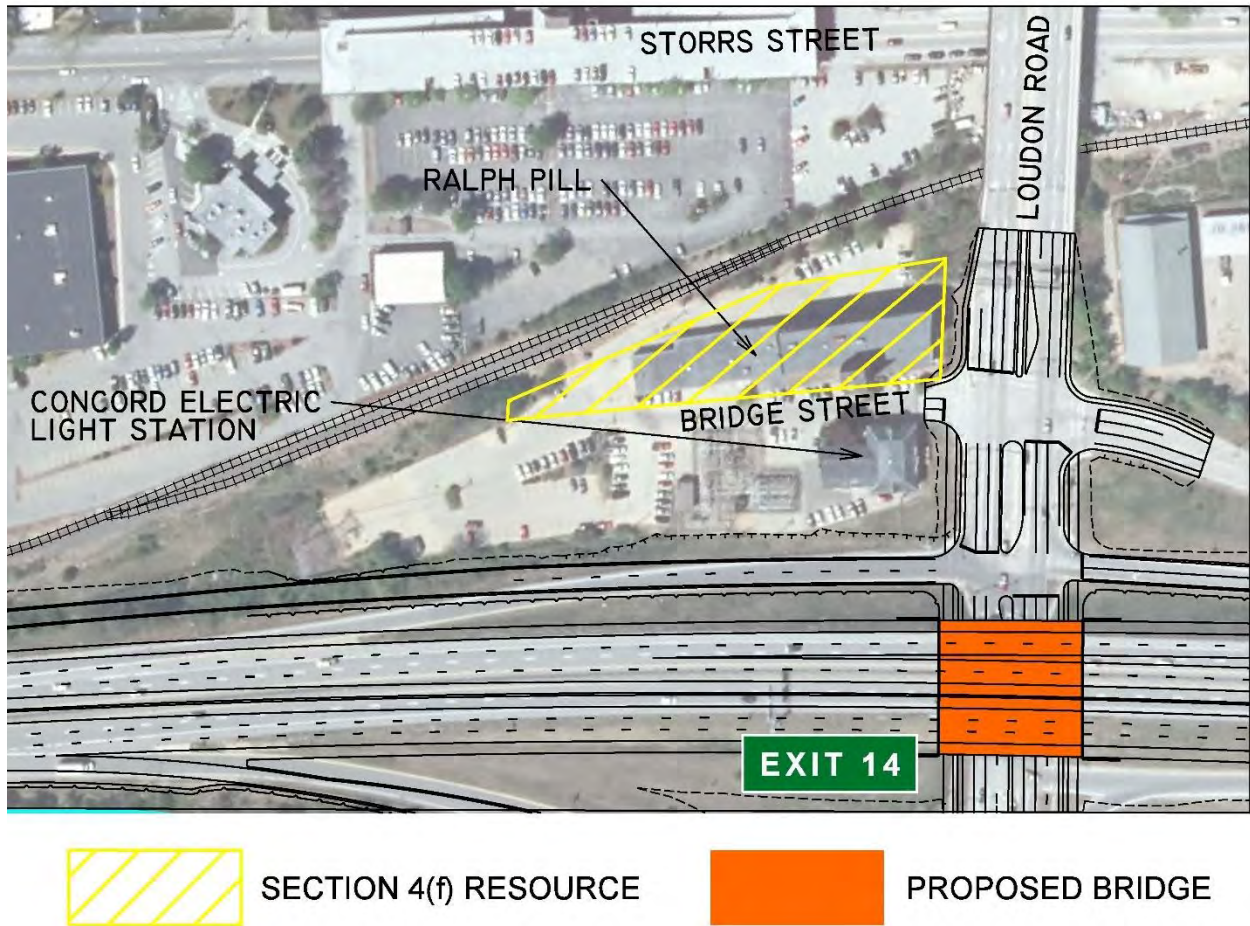 STORRS STREET
LOUDON ROAD
RALPH PILL
CONCORD ELECTRIC
LIGHT STATION
BRIDGE STREET
EXIT 14
SECTION 4(f) RESOURCE
PROPOSED BRIDGE